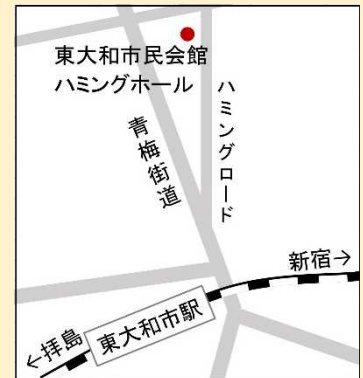 東大和市民会館
ハミングホール
ハミングロード
青梅街道
新宿→
東大和市駅
←拝島